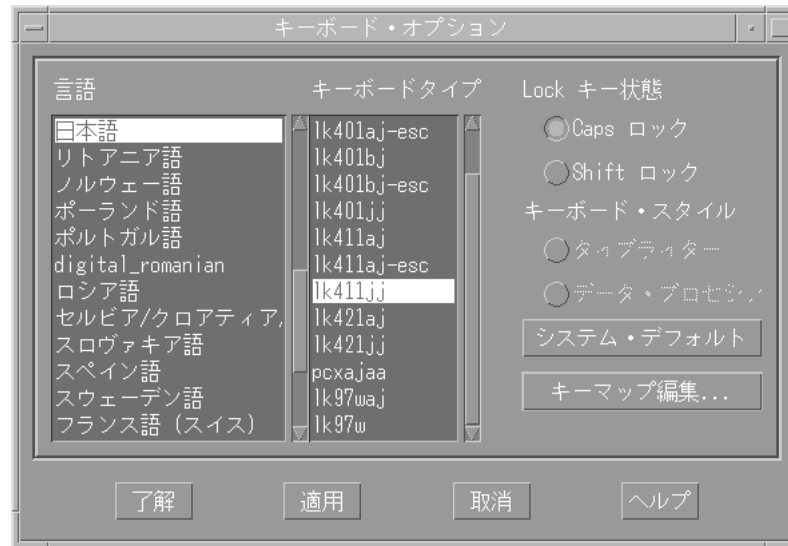 キーボード・オプション
言語
日本語
リトアニア語
ノルウェー語
ポーランド語
ポルトガル語
digital_romanian
ロシア語
セルビア/クロアティア,
スロヴァキア語
スペイン語
スウェーデン語
フランス語（スイス）
キーボードタイプ
lk401aj-esc
lk401bj
lk401bj-esc
lk401jj
lk411aj
lk411aj-esc
lk411jj
lk421aj
lk421jj
pcxajaa
lk97waj
lk97w
Lock キー状態
Caps ロック
Shift ロック
キーボード・スタイル
タイプライター
データ・プロセシン
システム・デフォルト
キーマップ編集...
了解
適用
取消
ヘルプ